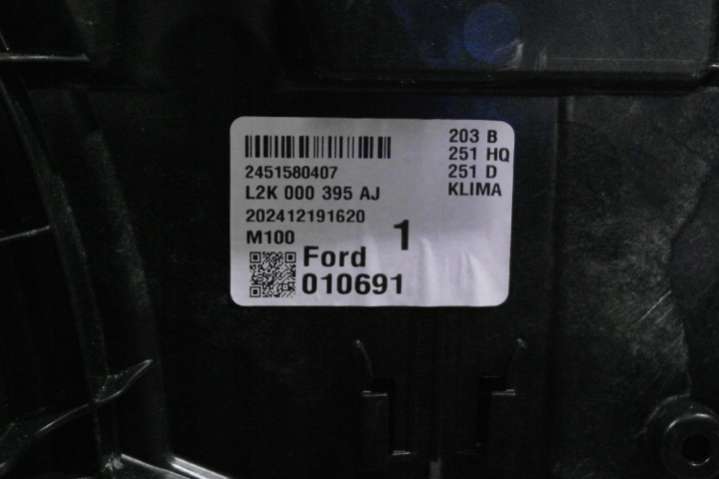 203 B
251 HQ
2451580407 251 D
L2K 000 395 AJ KLIMA
202412191620
M100 1
Ford
010691